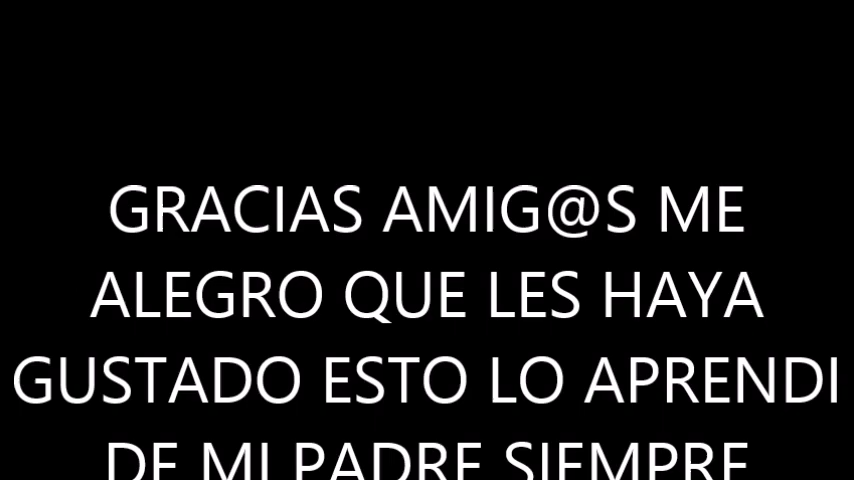 GRACIAS AMIG@S ME
ALEGRO QUE LES HAYA
GUSTADO ESTO LO APRENDI
DE MI PADRE SIEMPRE